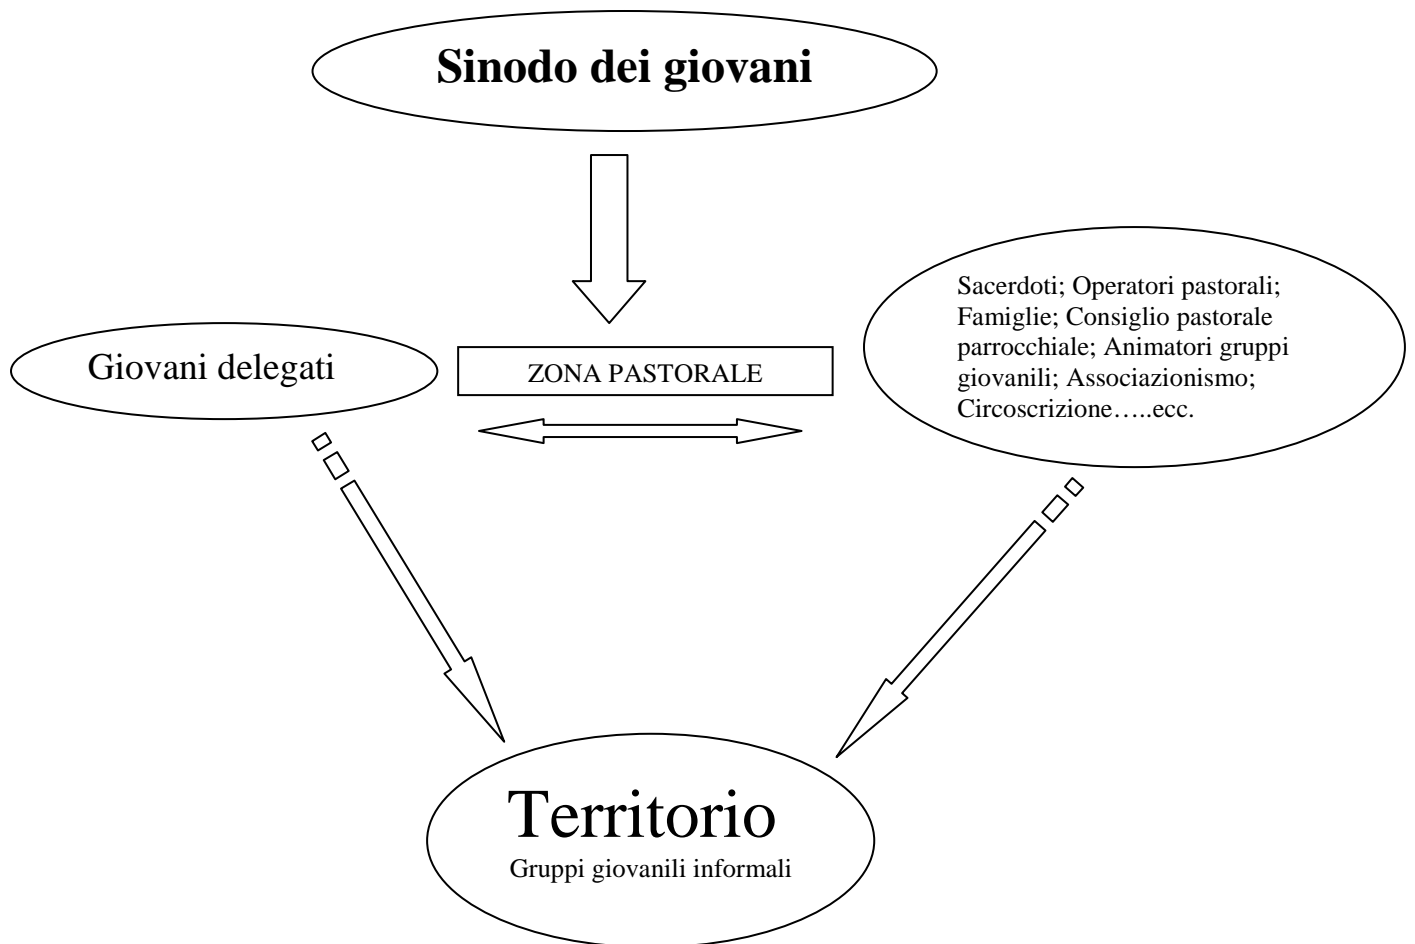 Sinodo dei giovani
Giovani delegati
ZONA PASTORALE
Sacerdoti; Operatori pastorali;
Famiglie; Consiglio pastorale
parrocchiale; Animatori gruppi
giovanili; Associazionismo;
Circoscrizione…..ecc.
Territorio
Gruppi giovanili informali